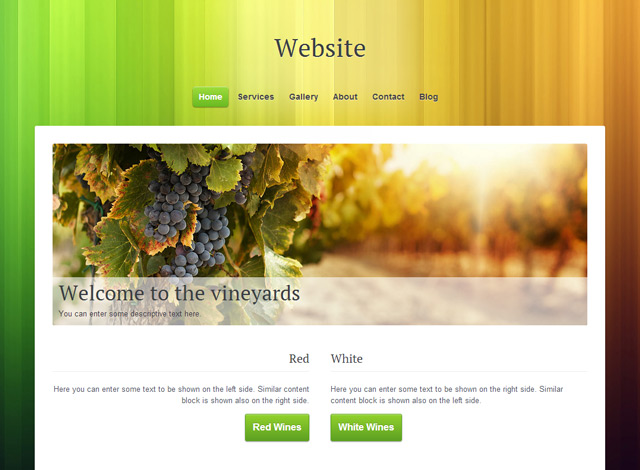 Website
Home Services Gallery About Contact Blog
Welcome to the vineyards
You can enter some descriptive text here.
Red
Here you can enter some text to be shown on the left side. Similar content
block is shown also on the right side.
Red Wines
White
Here you can enter some text to be shown on the right side. Similar
content block is shown also on the left side.
White Wines